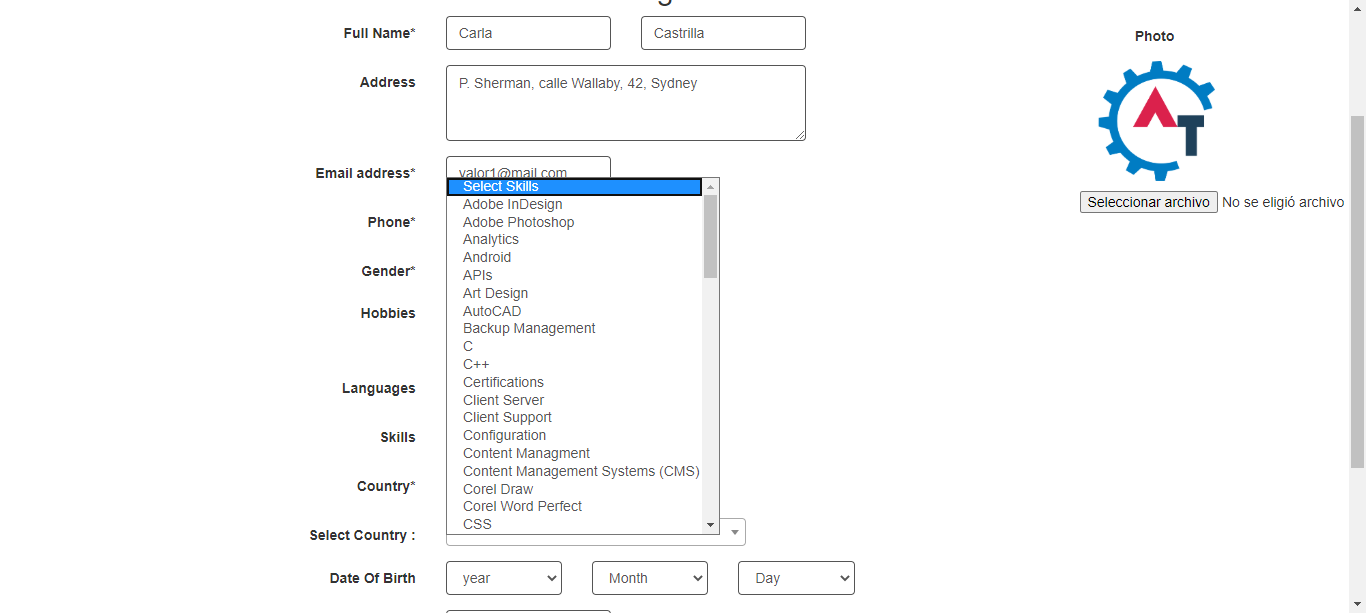 Full Name* Carla Castrilla
Photo
Address P. Sherman, calle Wallaby, 42, Sydney
AT
Email address* valor1@mail.com
Select Skills
Seleccionar archivo No se eligió archivo
Adobe InDesign
Phone* Adobe Photoshop
Analytics
Android
Gender* APIs
Art Design
Hobbies AutoCAD
Backup Management
C
C++
Languages Certifications
Client Server
Client Support
Skills Configuration
Content Managment
Content Management Systems (CMS)
Country* Corel Draw
Corel Word Perfect
CSS
Select Country :
Date Of Birth year Month Day